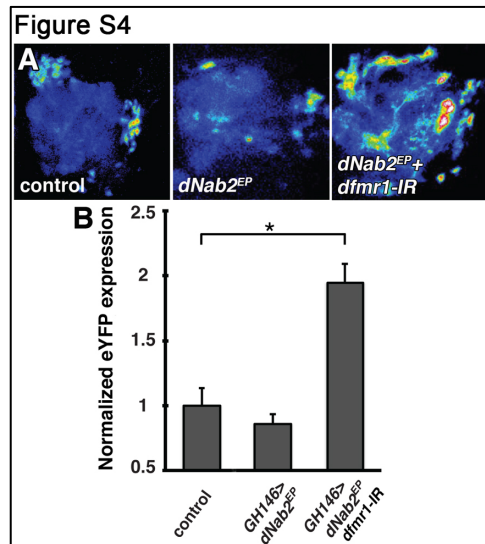 Figure S4
A
control
dNab2EP
dNab2EP+
dfmr1-IR
B
Normalized eYFP expression
2.5
2
1.5
1
0.5
*
control
GH146>
dNab2EP
GH146>
dNab2EP
dfmr1-IR